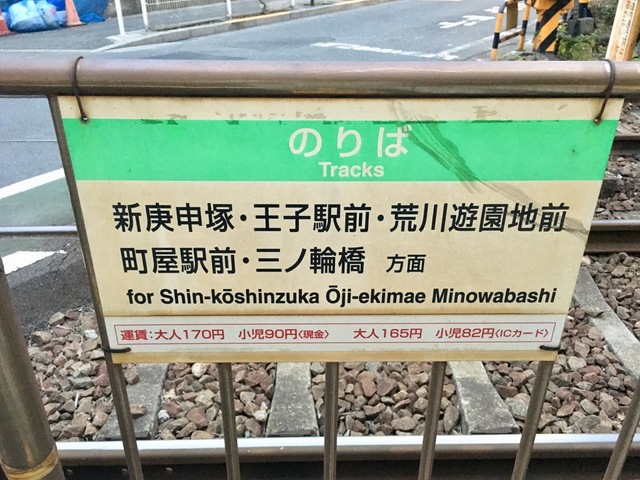 のりば
Tracks
新庚申塚・王子駅前・荒川遊園地前
町屋駅前・三ノ輪橋 方面
for Shin-kōshinzuka Ōji-ekimae Minowabashi
運賃:大人170円 小児90円〈現金〉 大人165円 小児82円〈ICカード〉